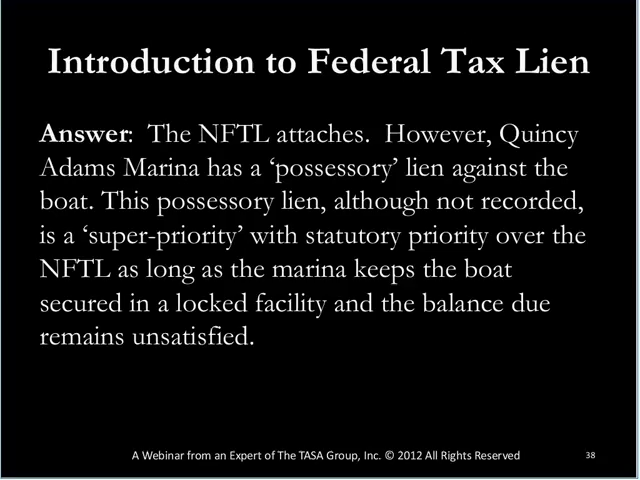 Introduction to Federal Tax Lien
Answer:  The NFTL attaches.  However, Quincy
Adams Marina has a ‘possessory’ lien against the
boat. This possessory lien, although not recorded,
is a ‘super-priority’ with statutory priority over the
NFTL as long as the marina keeps the boat
secured in a locked facility and the balance due
remains unsatisfied.
A Webinar from an Expert of The TASA Group, Inc. © 2012 All Rights Reserved
38